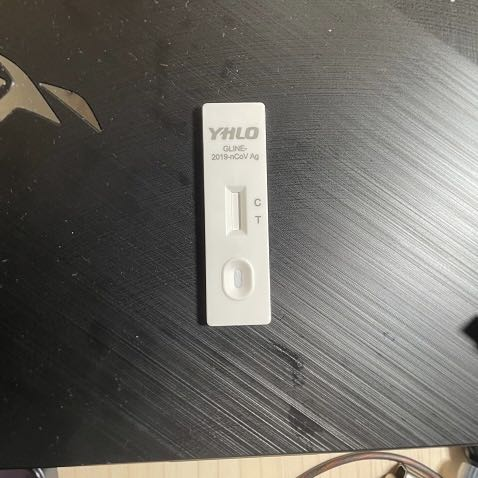 YHLO
GLINE-
2019-nCoV Ag
C
T